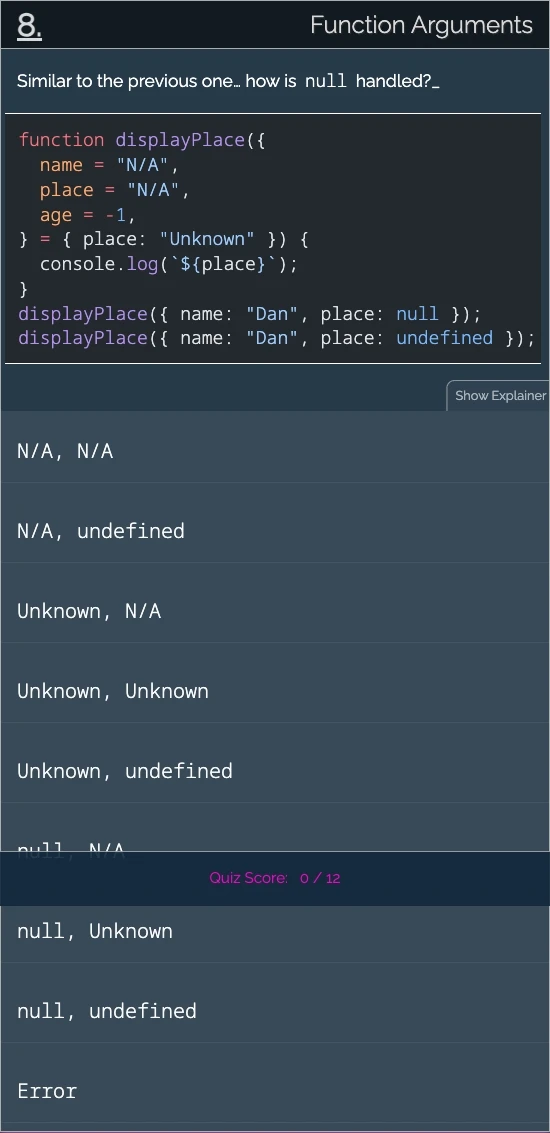 8.
Function Arguments
Similar to the previous one… how is null handled?_
function displayPlace({
  name = "N/A",
  place = "N/A",
  age = -1,
} = { place: "Unknown" }) {
  console.log(`${place}`);
}
displayPlace({ name: "Dan", place: null });
displayPlace({ name: "Dan", place: undefined });
Show Explainer
N/A, N/A
N/A, undefined
Unknown, N/A
Unknown, Unknown
Unknown, undefined
null, N/A
Quiz Score: 0 / 12
null, Unknown
null, undefined
Error